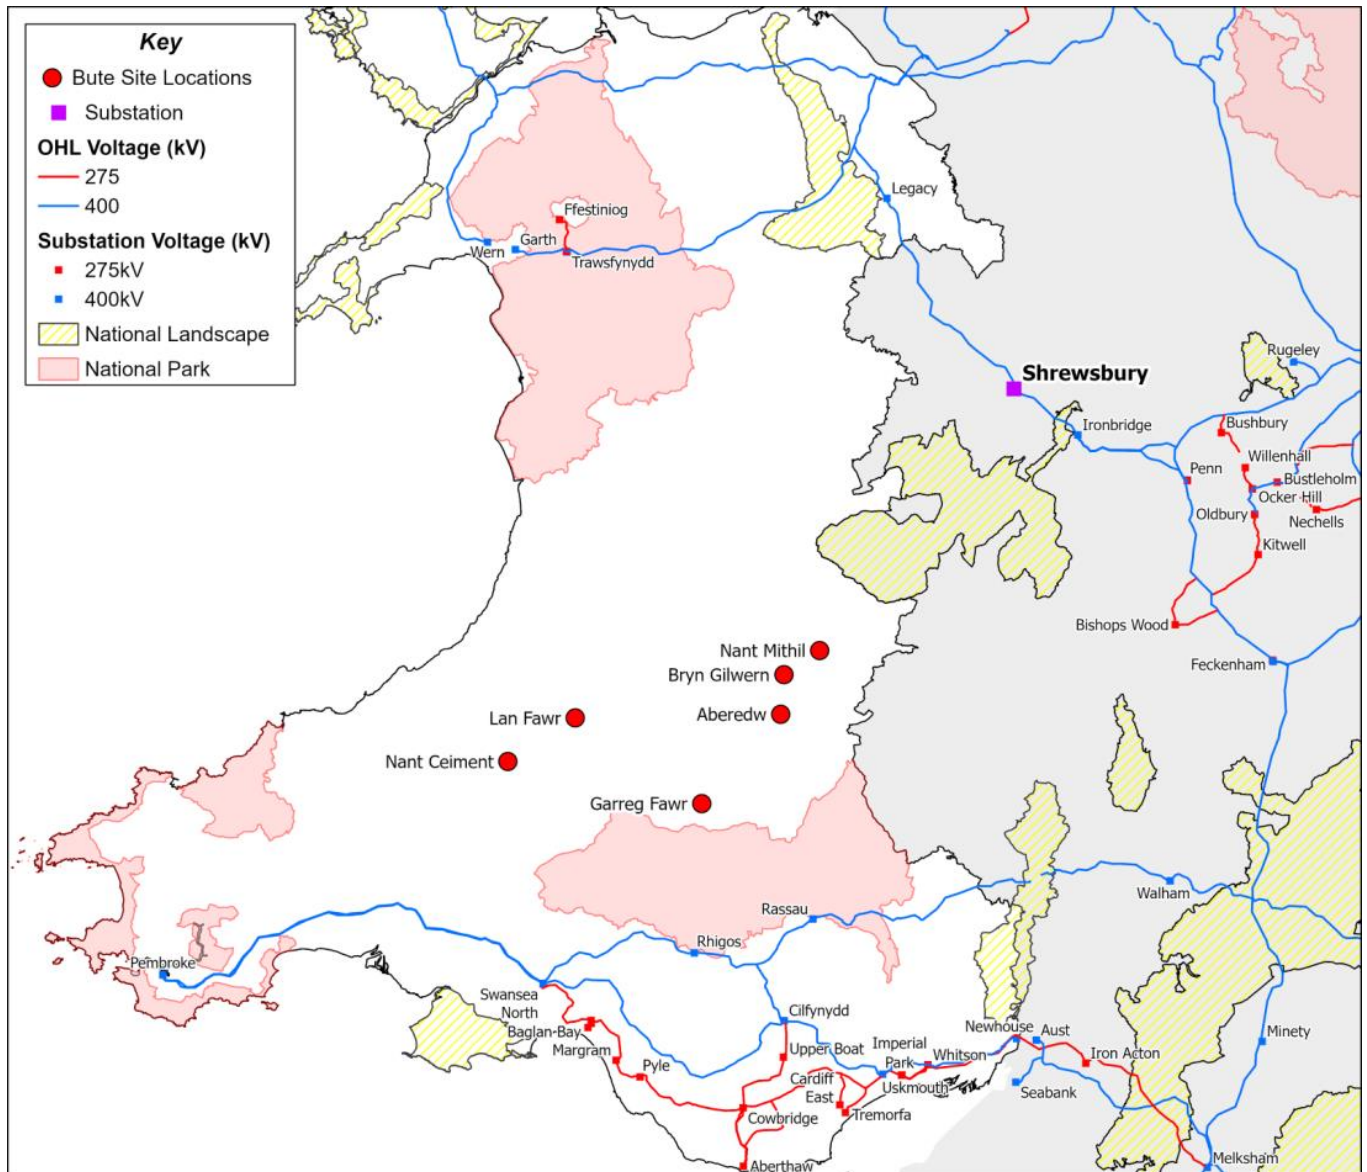 Key
Bute Site Locations
Substation
OHL Voltage (kV)
275
400
Substation Voltage (kV)
275kV
400kV
National Landscape
National Park
Legacy
Ffestiniog
Garth
Wern
Trawsfynydd
Shrewsbury
Rugeley
Ironbridge
Bushbury
Willenhall
Penn
Bustleholm
Ocker Hill
Oldbury
Nechells
Kitwell
Bishops Wood
Feckenham
Nant Mithil
Bryn Gilwern
Lan Fawr
Aberedw
Nant Ceiment
Garreg Fawr
Walham
Rassau
Rhigos
Pembroke
Swansea
North
Baglan-Bay
Margram
Pyle
Cilfynydd
Upper Boat
Imperial
Park
Whitson
Newhouse
Aust
Iron Acton
Minety
Cardiff
East
Uskmouth
Seabank
Cowbridge
Tremorfa
Aberthaw
Melksham